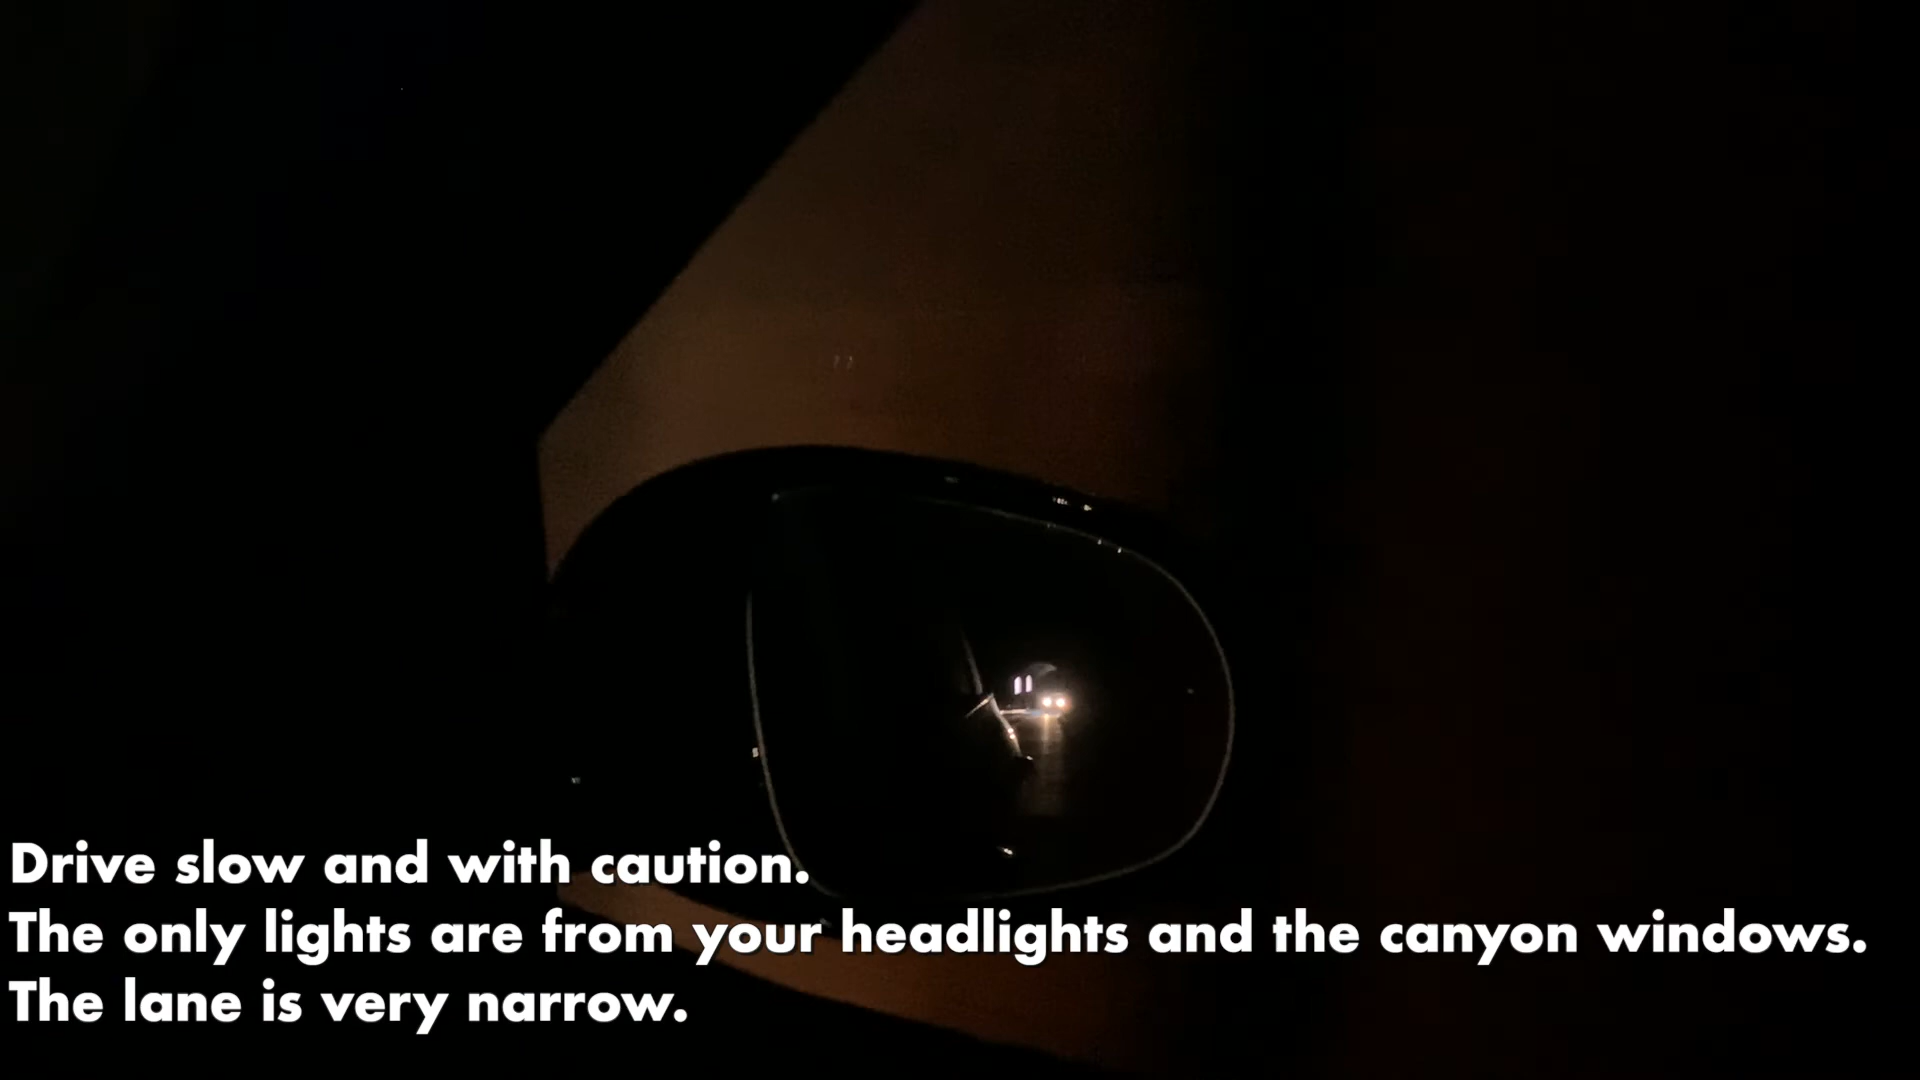 Drive slow and with caution.
The only lights are from your headlights and the canyon windows.
The lane is very narrow.